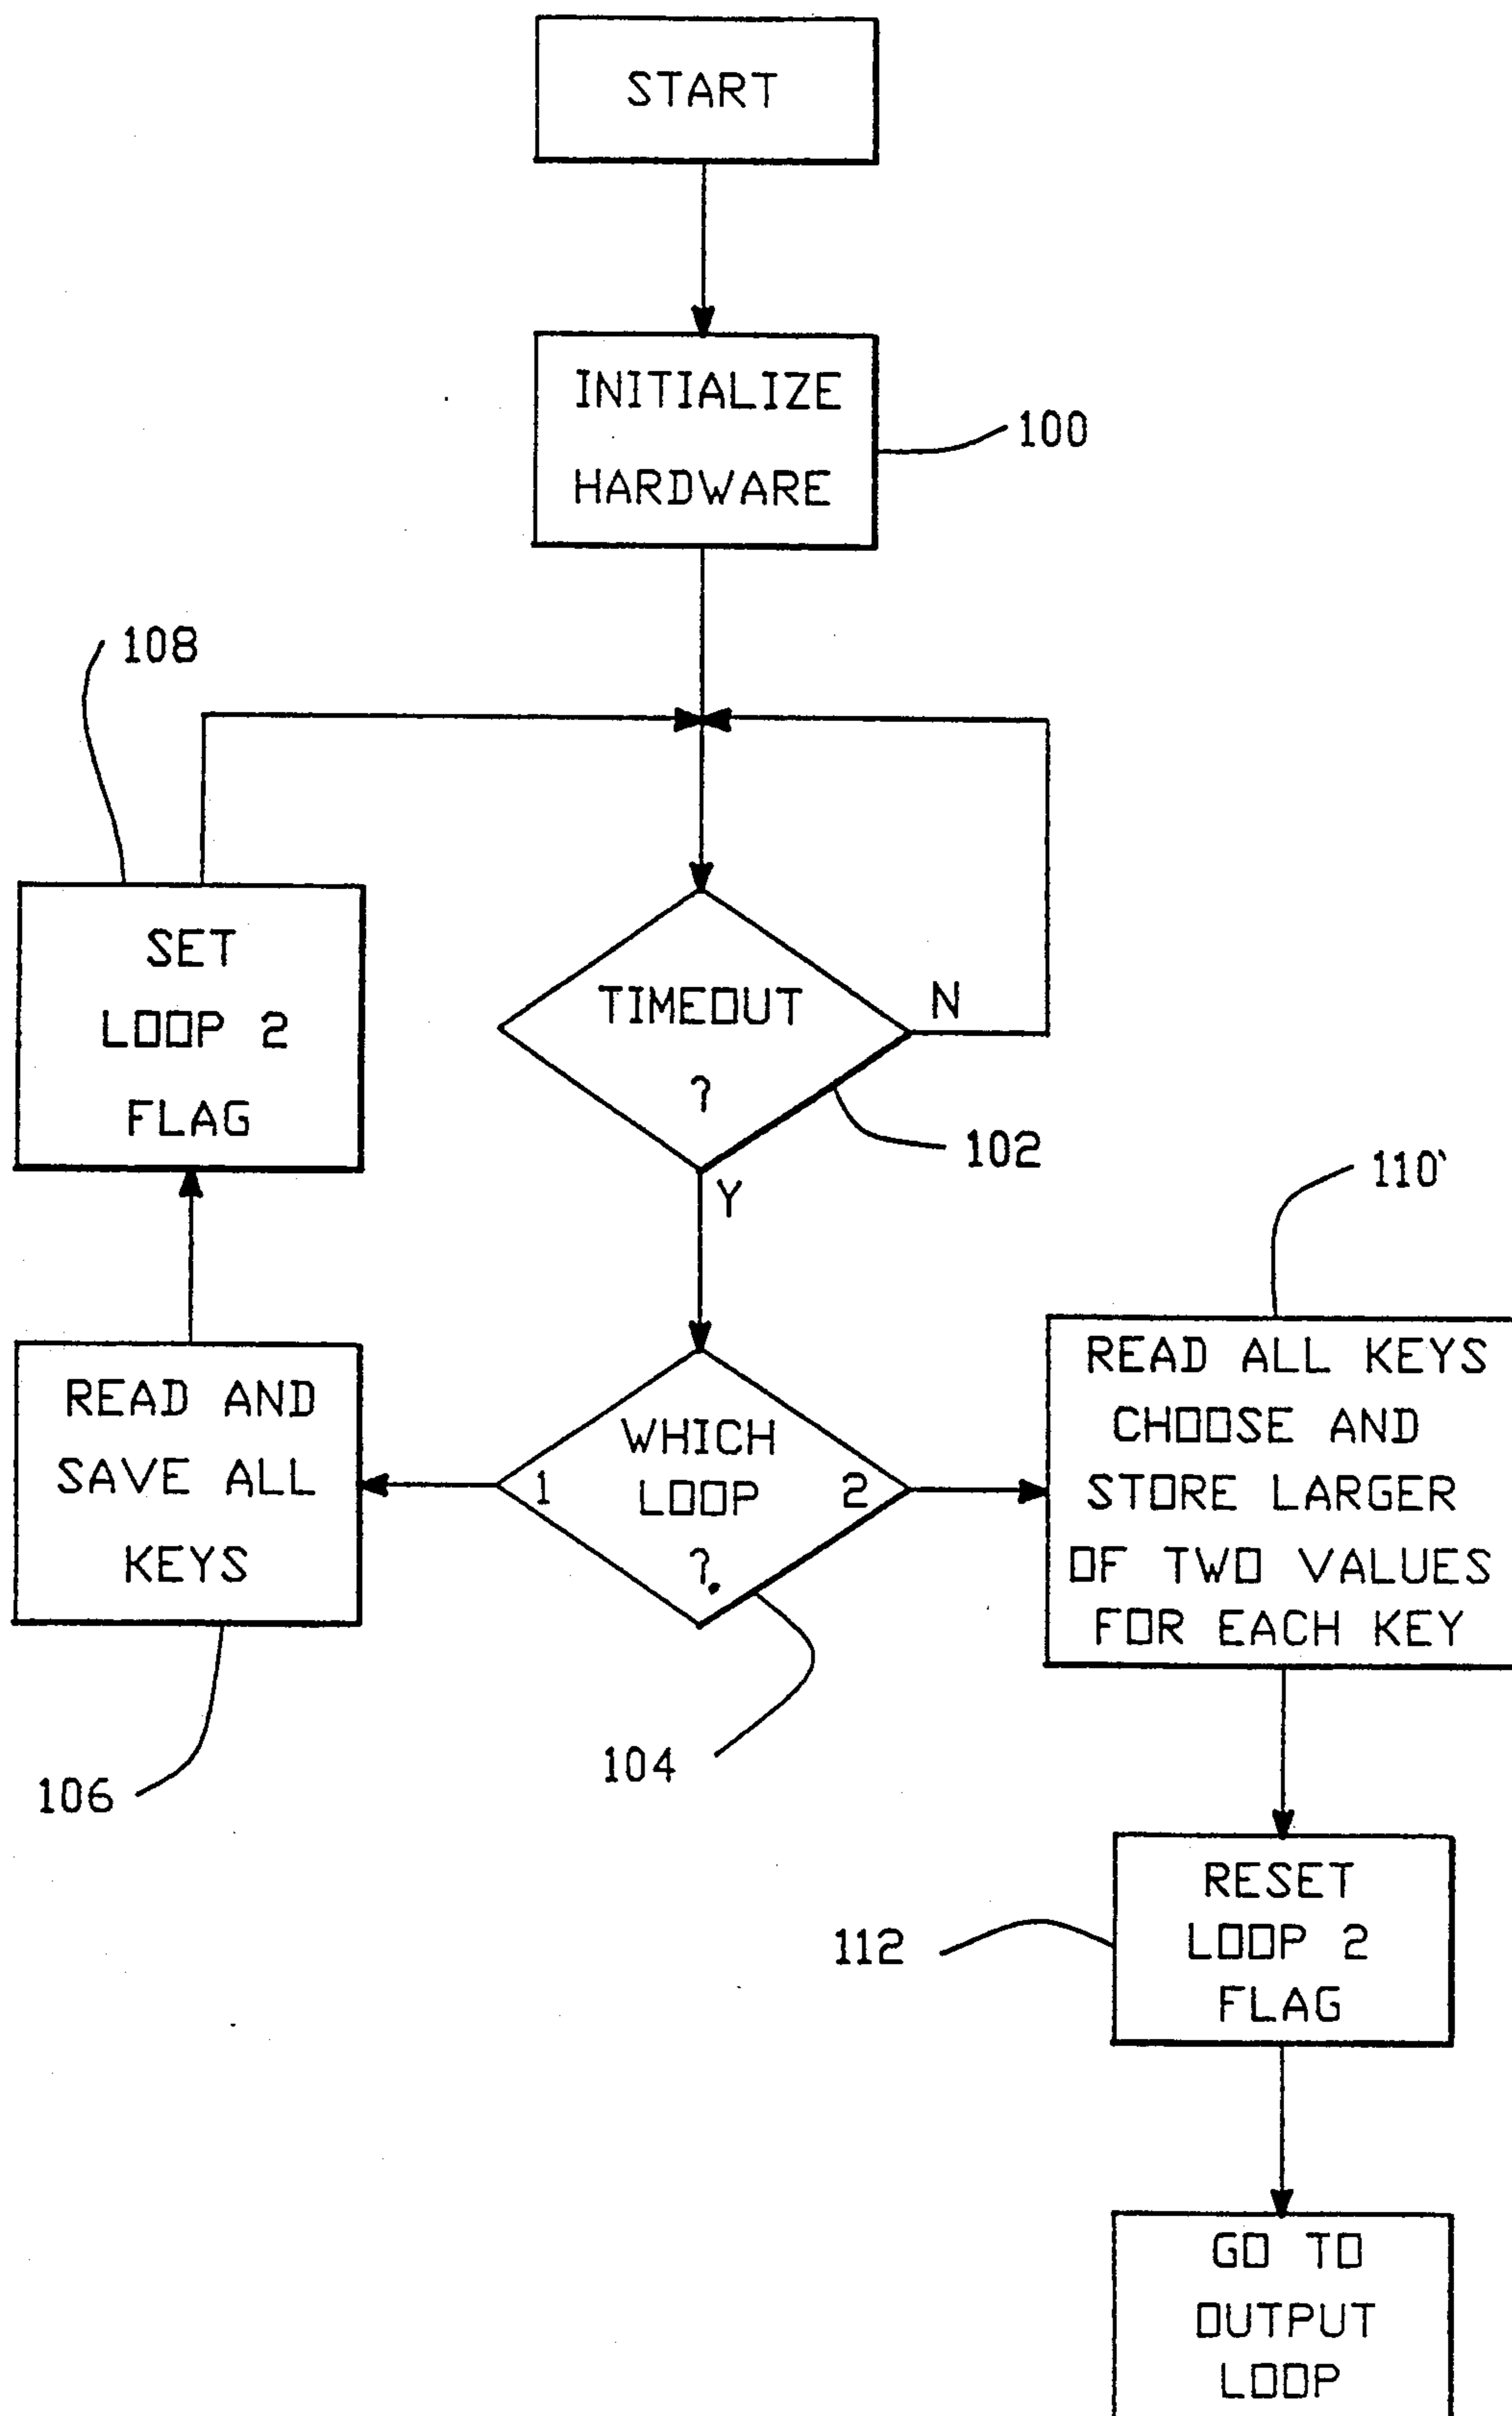 START
INITIALIZE
HARDWARE
100
108
SET
LOOP 2
FLAG
TIMEOUT
?
N
102
Y
110'
READ AND
SAVE ALL
KEYS
106
WHICH
LOOP
?
1
2
104
READ ALL KEYS
CHOOSE AND
STORE LARGER
OF TWO VALUES
FOR EACH KEY
RESET
LOOP 2
FLAG
112
GO TO
OUTPUT
LOOP